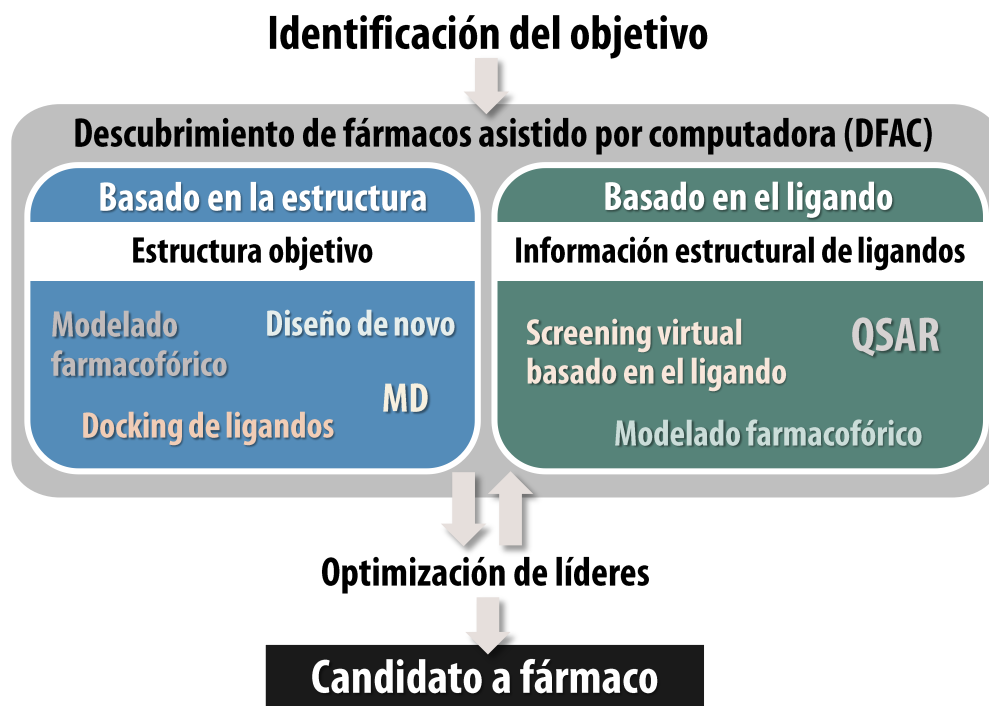 Identificación del objetivo
Descubrimiento de fármacos asistido por computadora (DFAC)
Basado en la estructura
Estructura objetivo
Modelado
farmacofórico
Diseño de novo
MD
Docking de ligandos
Basado en el ligando
Información estructural de ligandos
Screening virtual
basado en el ligando
QSAR
Modelado farmacofórico
Optimización de líderes
Candidato a fármaco